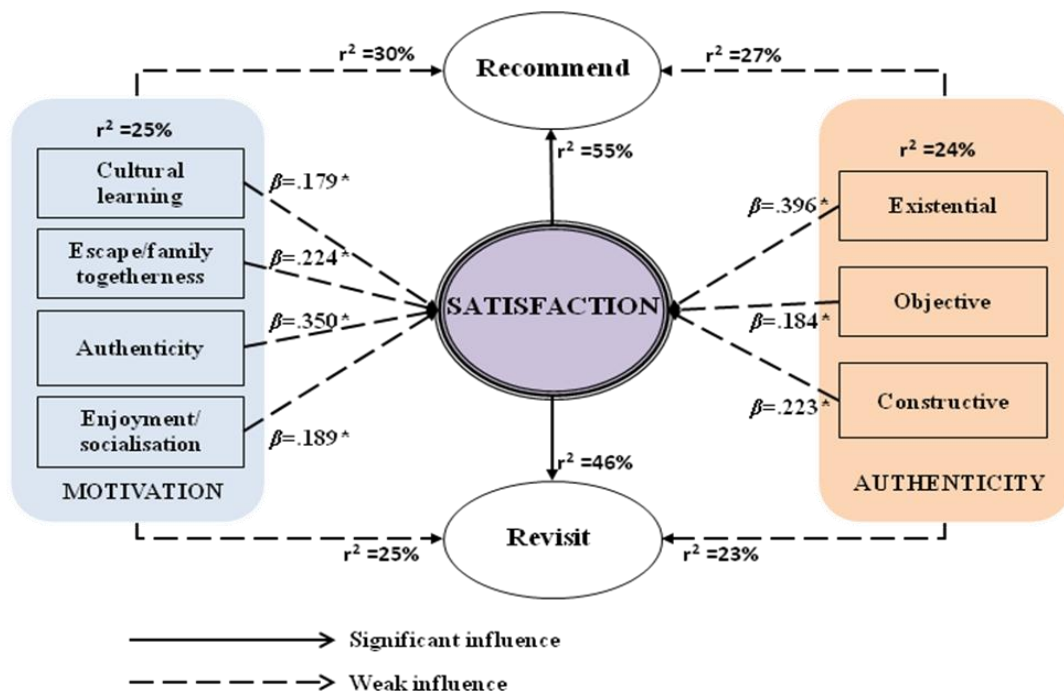 r² =30%
Recommend
r² =27%
r² =25%
Cultural
learning
Escape/family
togetherness
Authenticity
Enjoyment/
socialisation
MOTIVATION
β=.179*
β=.224*
β=.350*
β=.189*
r² =55%
SATISFACTION
r² =46%
β=.396*
β=.184*
β=.223*
r² =24%
Existential
Objective
Constructive
AUTHENTICITY
r² =25%
Revisit
r² =23%
Significant influence
Weak influence